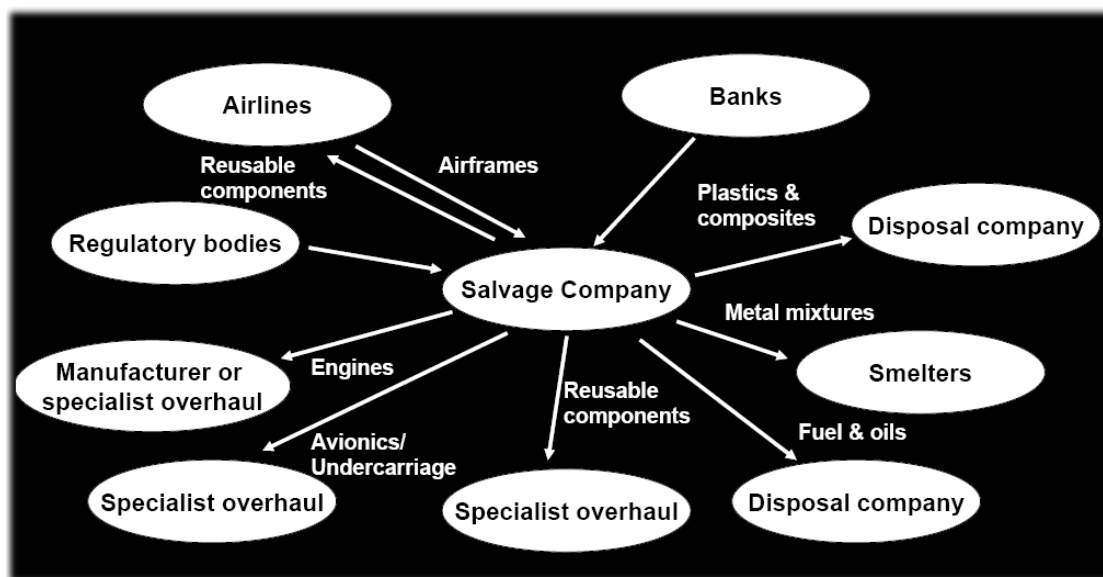 Airlines
Banks
Reusable
components
Airframes
Plastics &
composites
Disposal company
Regulatory bodies
Salvage Company
Metal mixtures
Manufacturer or
specialist overhaul
Engines
Reusable
components
Smelters
Fuel & oils
Avionics/
Undercarriage
Specialist overhaul
Specialist overhaul
Disposal company